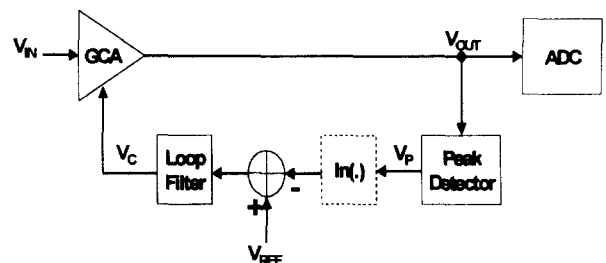 V_IN
GCA
V_OUT
ADC
V_C
Loop
Filter
+
-
ln(.)
V_P
Peak
Detector
V_REF